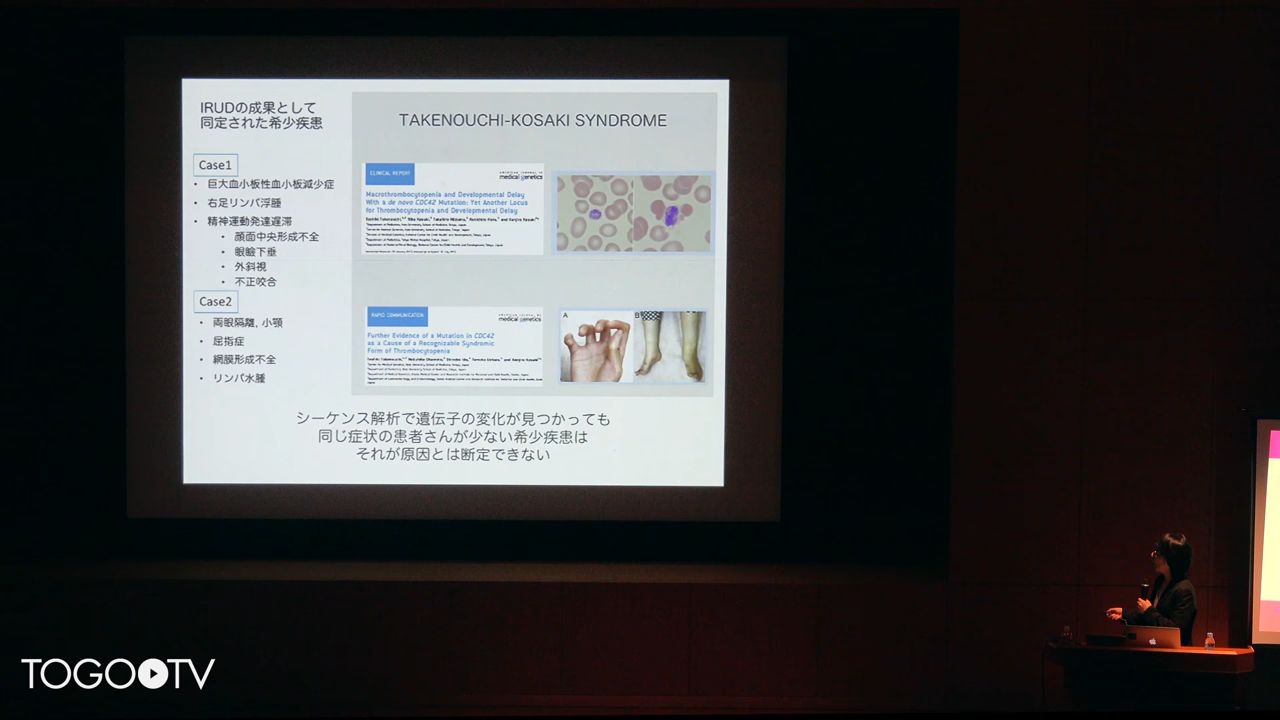 IRUDの成果として
同定された希少疾患
TAKENOUCHI-KOSAKI SYNDROME
Case1
• 巨大血小板性血小板減少症
• 右足リンパ浮腫
• 精神運動発達遅滞
• 顔面中央形成不全
• 眼瞼下垂
• 外斜視
• 不正咬合
Case2
• 両眼隔離, 小顎
• 屈指症
• 網膜形成不全
• リンパ水腫
CLINICAL REPORT
medical genetics
Macrothrombocytopenia and Developmental Delay
With a de novo CDC42 Mutation: Yet Another Locus
for Thrombocytopenia and Developmental Delay
RAPID COMMUNICATION
medical genetics
Further Evidence of a Mutation in CDC42
as a Cause of a Recognizable Syndromic
Form of Thrombocytopenia
A
B
シーケンス解析で遺伝子の変化が見つかっても
同じ症状の患者さんが少ない希少疾患は
それが原因とは断定できない
TOGO TV